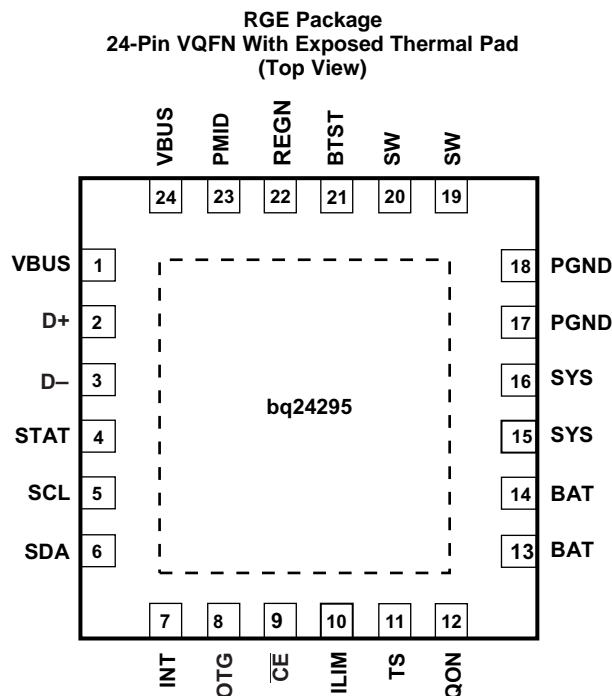 RGE Package
24-Pin VQFN With Exposed Thermal Pad
(Top View)
VBUS PMID REGN BTST SW SW
24 23 22 21 20 19
VBUS 1 18 PGND
D+ 2 17 PGND
D– 3 16 SYS
bq24295
STAT 4 15 SYS
SCL 5 14 BAT
SDA 6 13 BAT
7 8 9 10 11 12
INT OTG CE ILIM TS QON